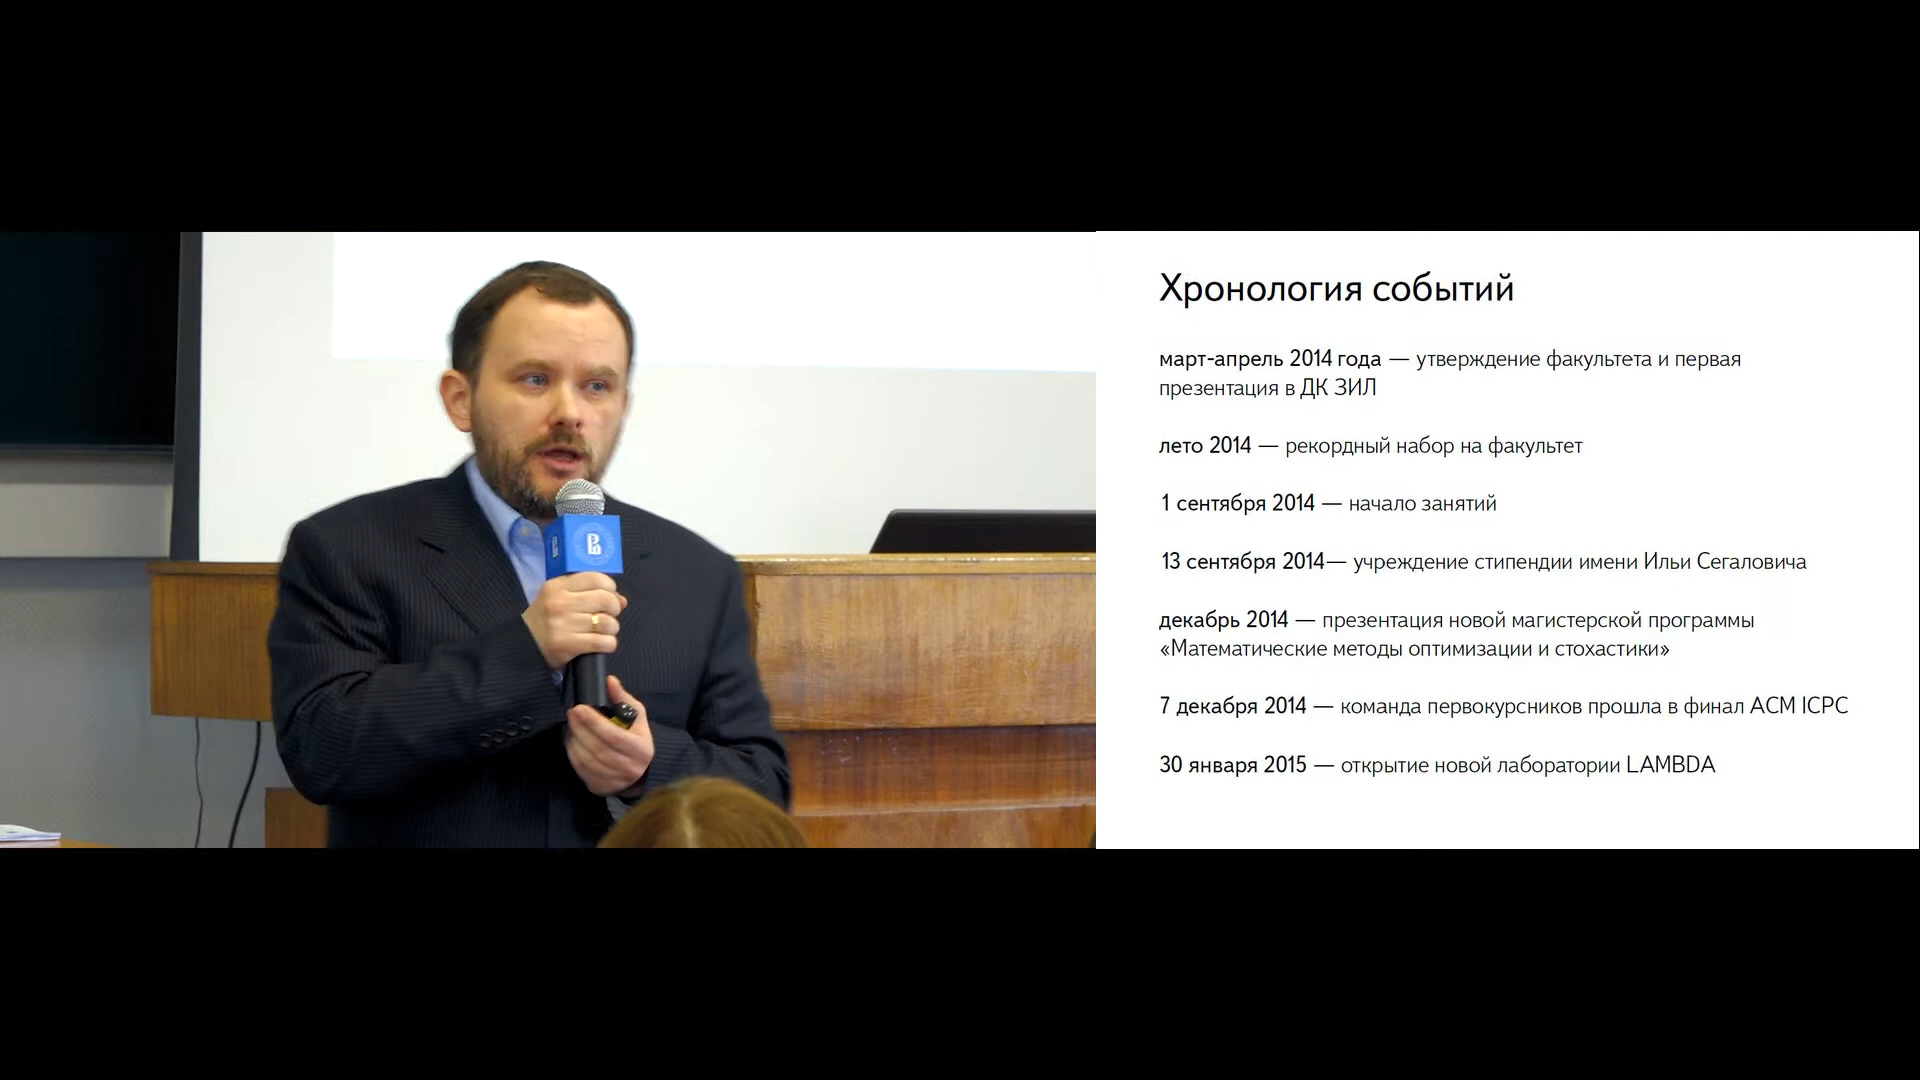 Хронология событий
март-апрель 2014 года — утверждение факультета и первая
презентация в ДК ЗИЛ
лето 2014 — рекордный набор на факультет
1 сентября 2014 — начало занятий
13 сентября 2014— учреждение стипендии имени Ильи Сегаловича
декабрь 2014 — презентация новой магистерской программы
«Математические методы оптимизации и стохастики»
7 декабря 2014 — команда первокурсников прошла в финал ACM ICPC
30 января 2015 — открытие новой лаборатории LAMBDA